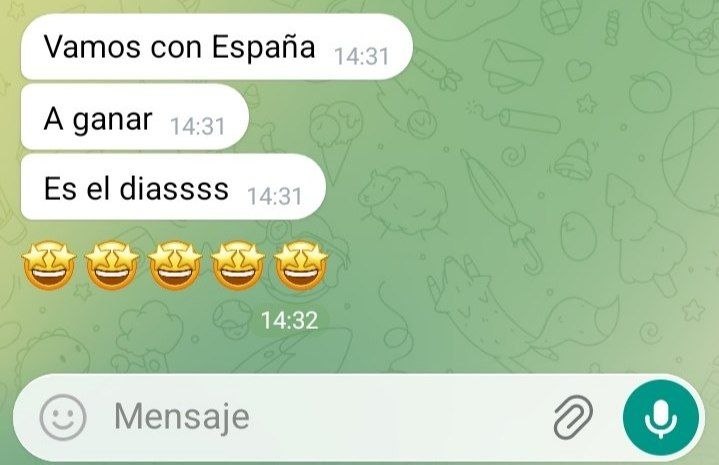 Vamos con España 14:31
A ganar 14:31
Es el diassss 14:31
🤩🤩🤩🤩🤩
14:32
Mensaje